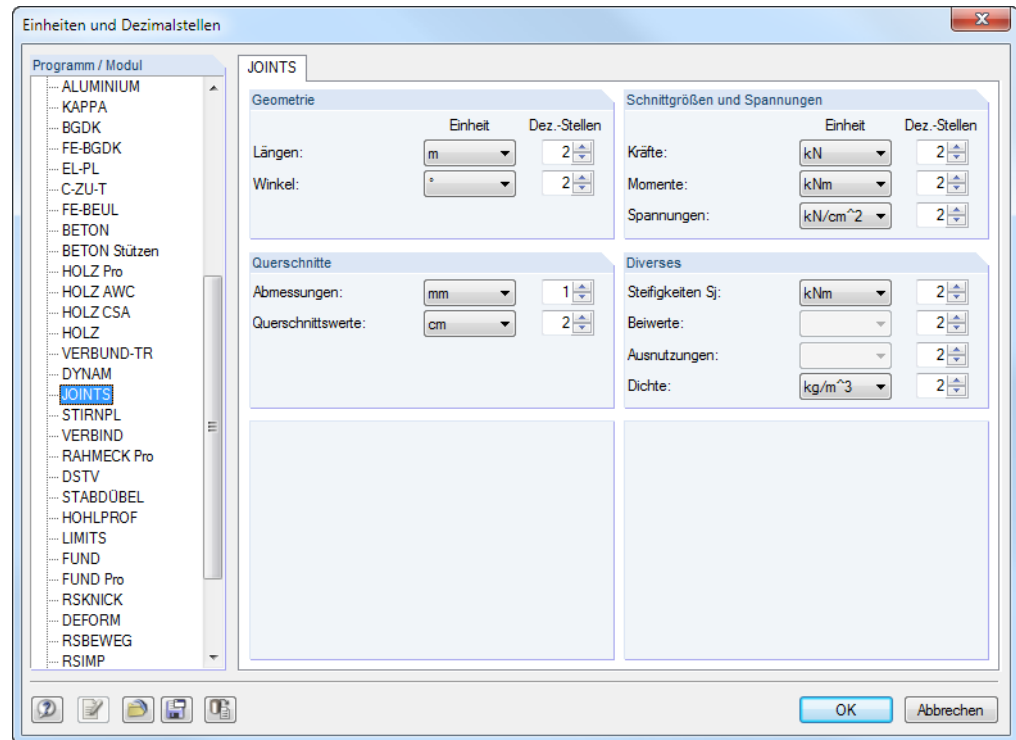 Einheiten und Dezimalstellen
Programm / Modul
ALUMINIUM
KAPPA
BGDK
FE-BGDK
EL-PL
C-ZU-T
FE-BEUL
BETON
BETON Stützen
HOLZ Pro
HOLZ AWC
HOLZ CSA
HOLZ
VERBUND-TR
DYNAM
JOINTS
STIRNPL
VERBIND
RAHMECK Pro
DSTV
STABDÜBEL
HOHLPROF
LIMITS
FUND
FUND Pro
RSKNICK
DEFORM
RSBEWEG
RSIMP
JOINTS
Geometrie
Einheit Dez.-Stellen
Längen: m 2
Winkel: ° 2
Schnittgrößen und Spannungen
Einheit Dez.-Stellen
Kräfte: kN 2
Momente: kNm 2
Spannungen: kN/cm^2 2
Querschnitte
Abmessungen: mm 1
Querschnittswerte: cm 2
Diverses
Steifigkeiten Sj: kNm 2
Beiwerte: 2
Ausnutzungen: 2
Dichte: kg/m^3 2
OK Abbrechen